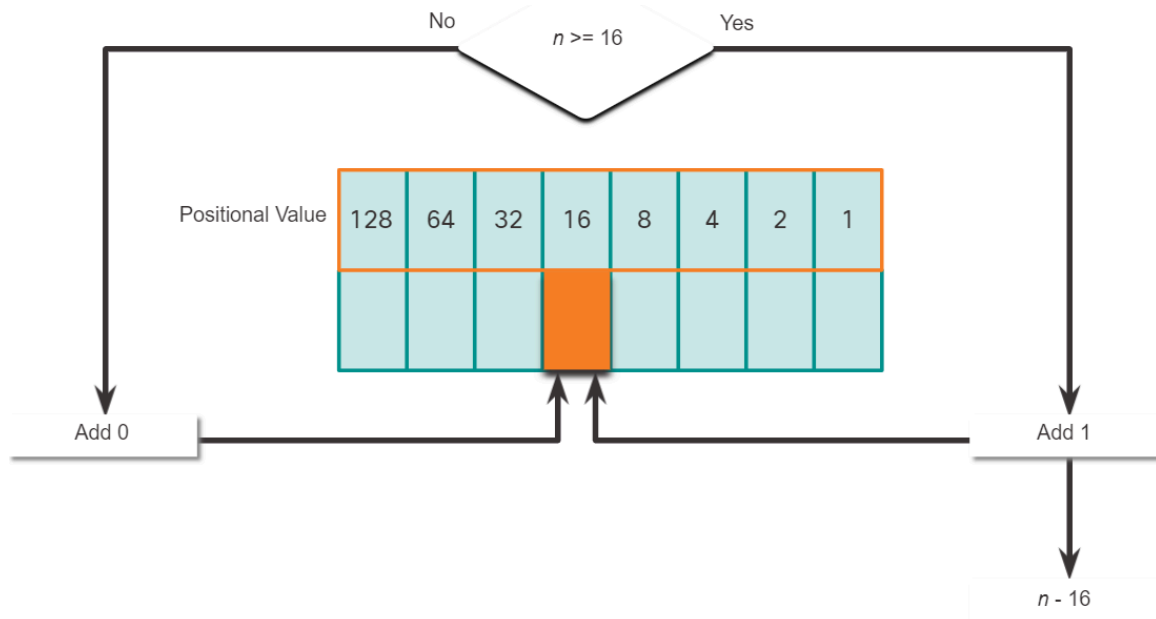 No
n >= 16
Yes
Positional Value
128 64 32 16 8 4 2 1
Add 0
Add 1
n - 16